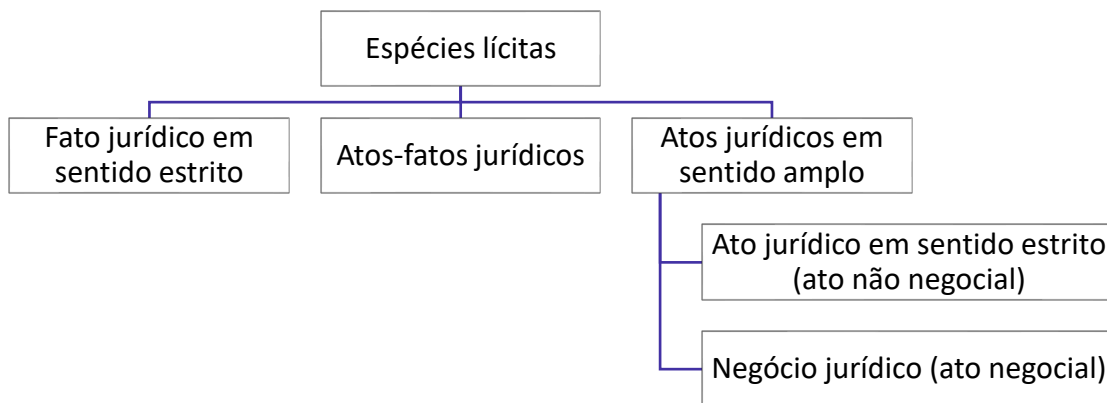 Espécies lícitas
Fato jurídico em
sentido estrito
Atos-fatos jurídicos
Atos jurídicos em
sentido amplo
Ato jurídico em sentido estrito
(ato não negocial)
Negócio jurídico (ato negocial)